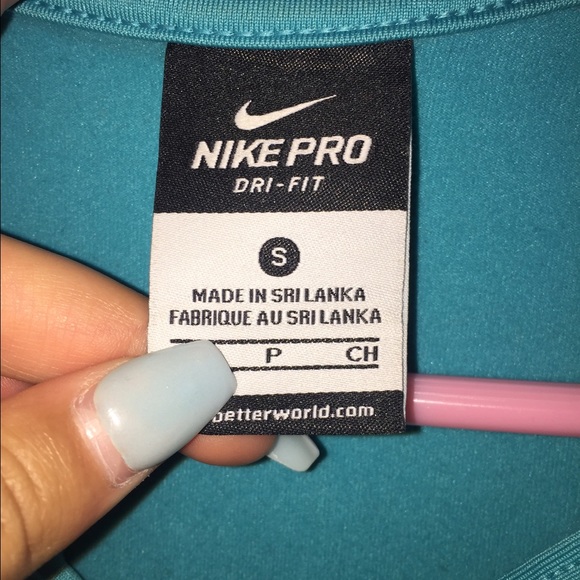 NIKE PRO
DRI-FIT
S
MADE IN SRI LANKA
FABRIQUE AU SRI LANKA
P CH
betterworld.com